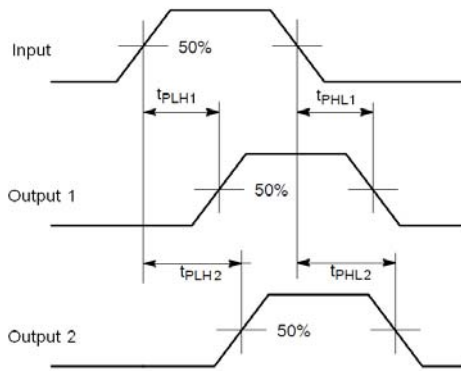 Input
50%
tPLH1
tPHL1
Output 1
50%
tPLH2
tPHL2
Output 2
50%